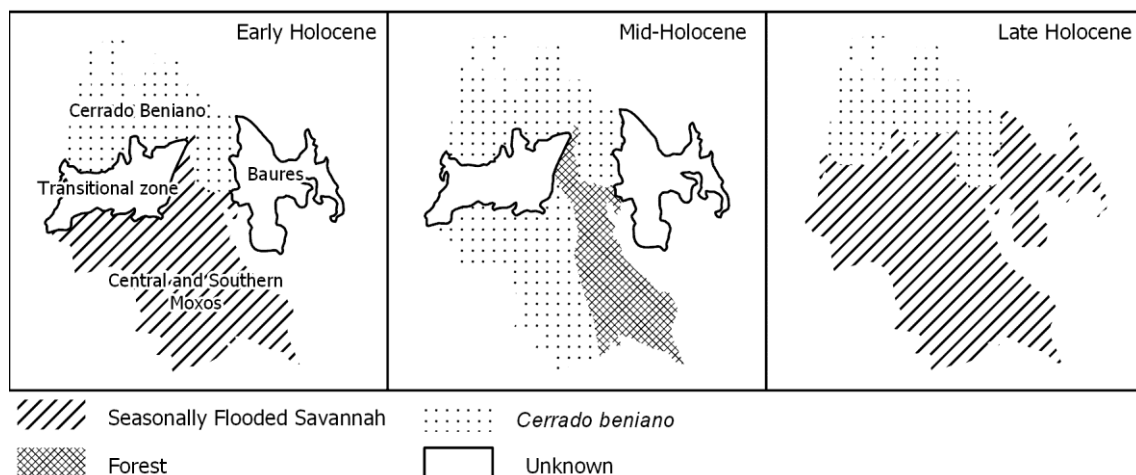 Early Holocene
Mid-Holocene
Late Holocene
Cerrado Beniano
Transitional zone
Baures
Central and Southern
Moxos
Seasonally Flooded Savannah
Cerrado beniano
Forest
Unknown